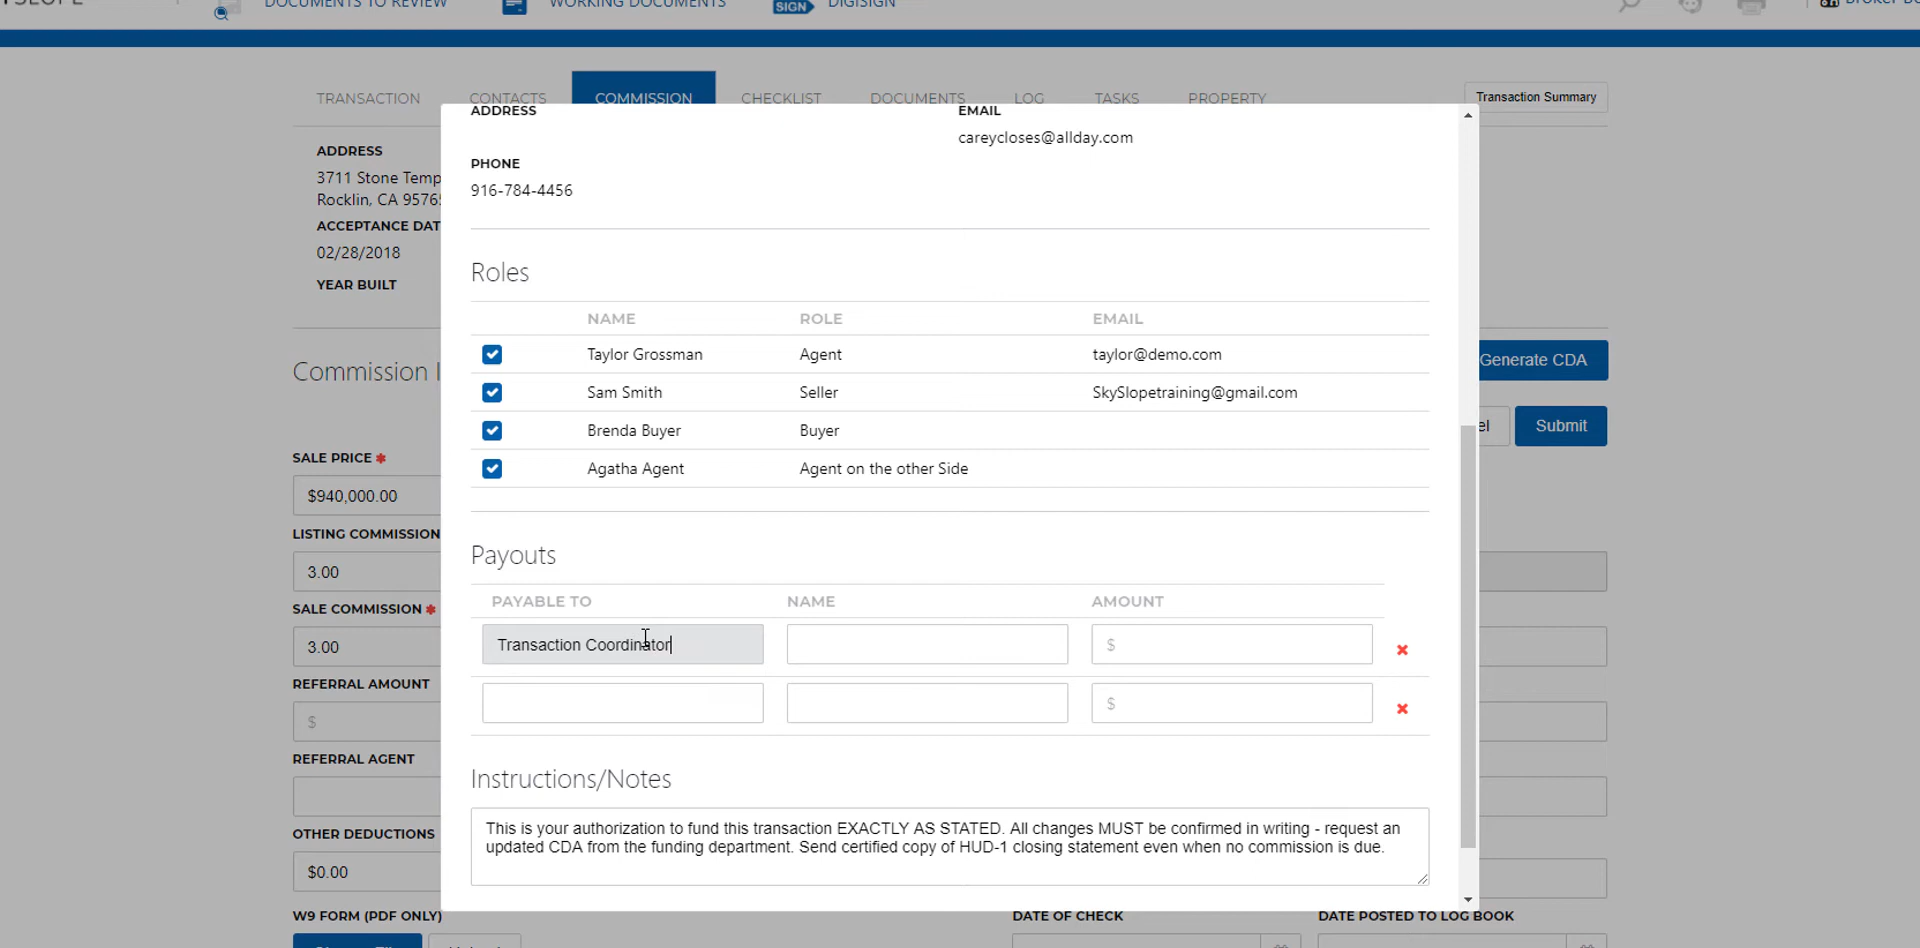 DOCUMENTS TO REVIEW
WORKING DOCUMENTS
SIGN
DIGISIGN
TRANSACTION
CONTACTS
COMMISSION
CHECKLIST
DOCUMENTS
LOG
TASKS
PROPERTY
Transaction Summary
ADDRESS
3711 Stone Temp
Rocklin, CA 9576
ACCEPTANCE DAT
02/28/2018
YEAR BUILT
ADDRESS
EMAIL
careycloses@allday.com
PHONE
916-784-4456
Roles
NAME ROLE EMAIL
Taylor Grossman Agent taylor@demo.com
Sam Smith Seller SkySlopetraining@gmail.com
Brenda Buyer Buyer
Agatha Agent Agent on the other Side
Payouts
PAYABLE TO NAME AMOUNT
Transaction Coordinator $
$
Instructions/Notes
This is your authorization to fund this transaction EXACTLY AS STATED. All changes MUST be confirmed in writing - request an
updated CDA from the funding department. Send certified copy of HUD-1 closing statement even when no commission is due.
Commission
Generate CDA
el
Submit
SALE PRICE *
$940,000.00
LISTING COMMISSION
3.00
SALE COMMISSION *
3.00
REFERRAL AMOUNT
$
REFERRAL AGENT
OTHER DEDUCTIONS
$0.00
W9 FORM (PDF ONLY)
DATE OF CHECK
DATE POSTED TO LOG BOOK